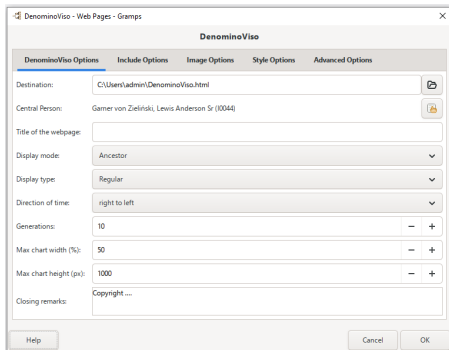 DenominoViso - Web Pages - Gramps
DenominoViso
DenominoViso Options Include Options Image Options Style Options Advanced Options
Destination: C:\Users\admin\DenominoViso.html
Central Person: Garner von Zieliński, Lewis Anderson Sr (I0044)
Title of the webpage:
Display mode: Ancestor
Display type: Regular
Direction of time: right to left
Generations: 10
Max chart width (%): 50
Max chart height (px): 1000
Closing remarks: Copyright ....
Help Cancel OK